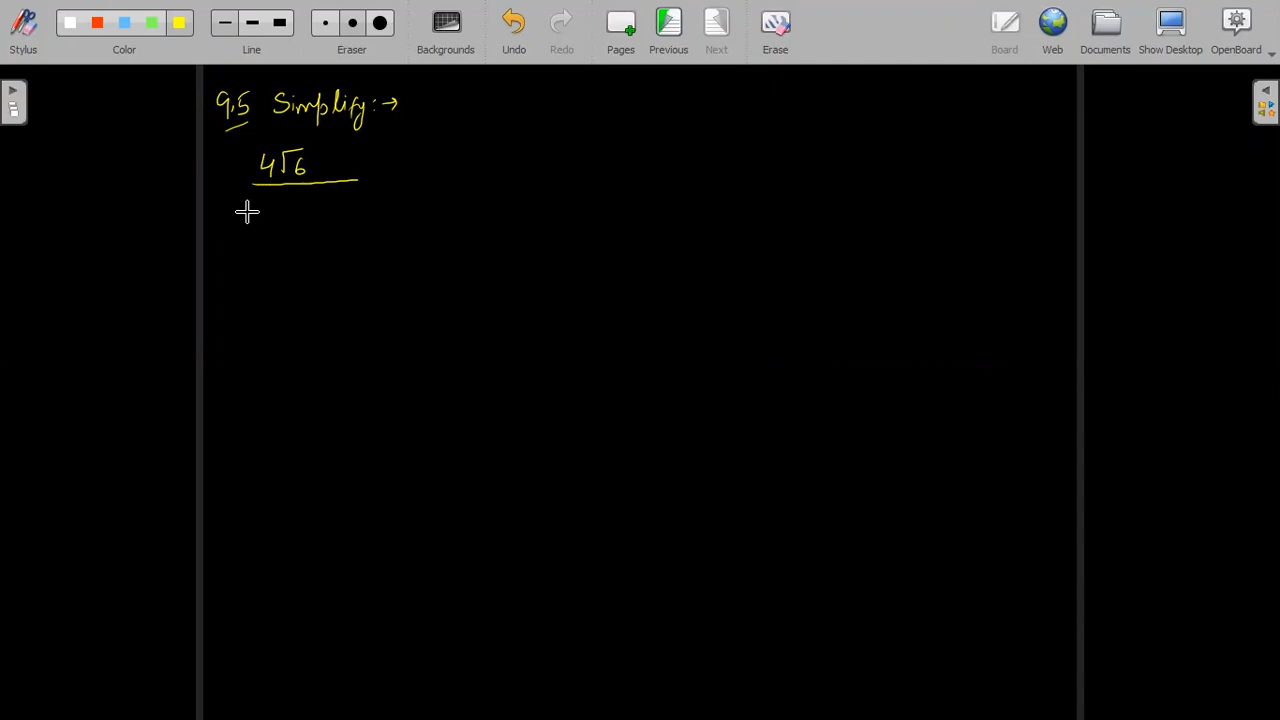 Stylus Color Line Eraser Backgrounds Undo Redo Pages Previous Next Erase Board Web Documents Show Desktop OpenBoard
Q.5 Simplify:→
4√6